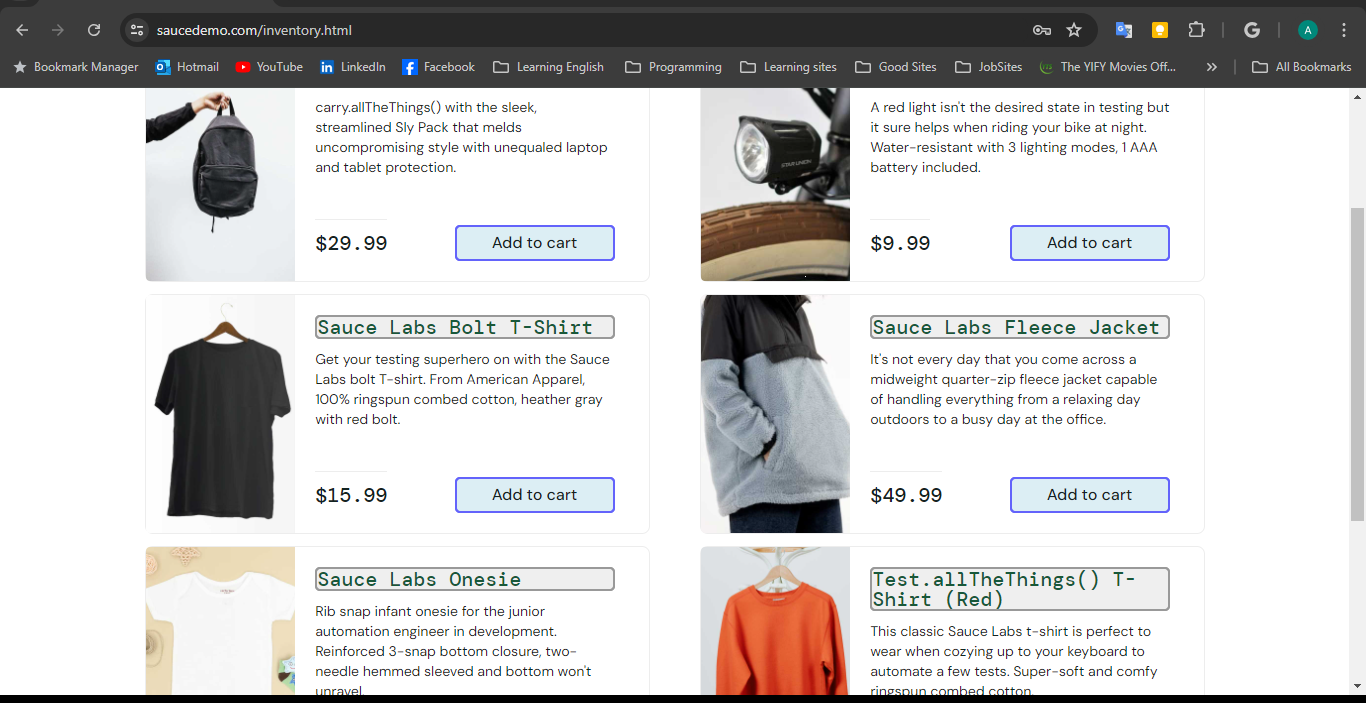 saucedemo.com/inventory.html
A
Bookmark Manager Hotmail YouTube LinkedIn Facebook Learning English Programming Learning sites Good Sites JobSites The YIFY Movies Off... » All Bookmarks
carry.allTheThings() with the sleek,
streamlined Sly Pack that melds
uncompromising style with unequaled laptop
and tablet protection.
$29.99
Add to cart
STAR UNION
A red light isn't the desired state in testing but
it sure helps when riding your bike at night.
Water-resistant with 3 lighting modes, 1 AAA
battery included.
$9.99
Add to cart
Sauce Labs Bolt T-Shirt
Get your testing superhero on with the Sauce
Labs bolt T-shirt. From American Apparel,
100% ringspun combed cotton, heather gray
with red bolt.
$15.99
Add to cart
Sauce Labs Fleece Jacket
It's not every day that you come across a
midweight quarter-zip fleece jacket capable
of handling everything from a relaxing day
outdoors to a busy day at the office.
$49.99
Add to cart
Sauce Labs Onesie
Rib snap infant onesie for the junior
automation engineer in development.
Reinforced 3-snap bottom closure, two-
needle hemmed sleeved and bottom won't
unravel.
Test.allTheThings() T-
Shirt (Red)
This classic Sauce Labs t-shirt is perfect to
wear when cozying up to your keyboard to
automate a few tests. Super-soft and comfy
ringspun combed cotton.